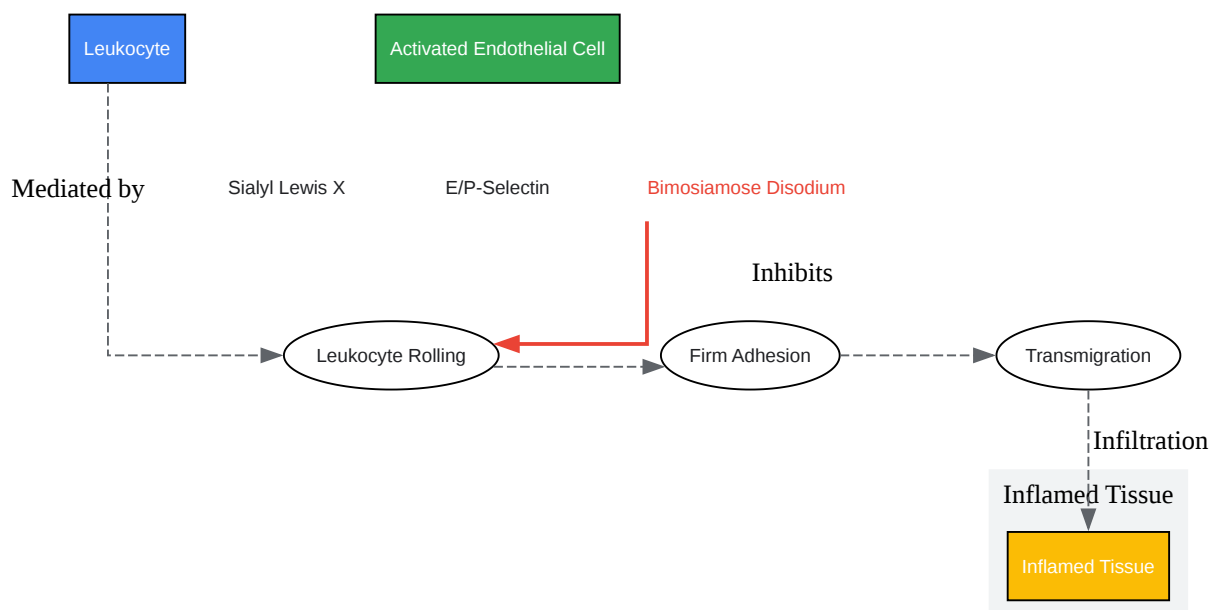 Leukocyte
Activated Endothelial Cell
Mediated by
Sialyl Lewis X
E/P-Selectin
Bimosiamose Disodium
Inhibits
Leukocyte Rolling
Firm Adhesion
Transmigration
Infiltration
Inflamed Tissue
Inflamed Tissue